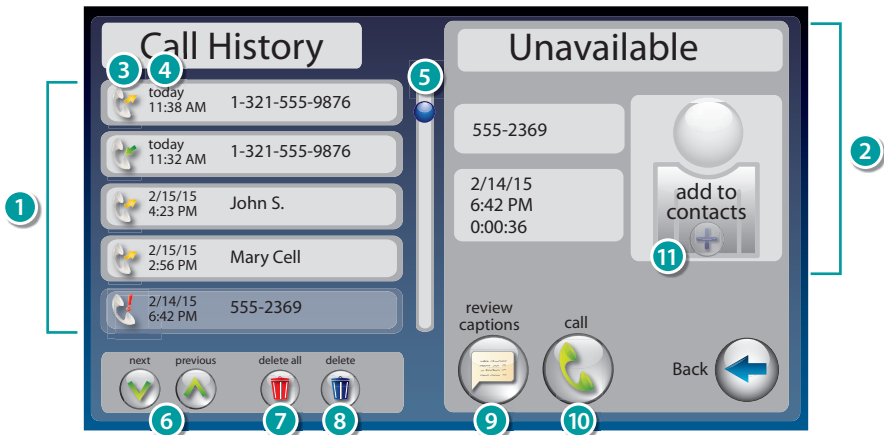 Call History
3
4
today
11:38 AM
1-321-555-9876
today
11:32 AM
1-321-555-9876
2/15/15
4:23 PM
John S.
2/15/15
2:56 PM
Mary Cell
2/14/15
6:42 PM
555-2369
1
5
next
previous
delete all
delete
6
7
8
Unavailable
555-2369
2/14/15
6:42 PM
0:00:36
add to
contacts
11
2
review
captions
call
Back
9
10